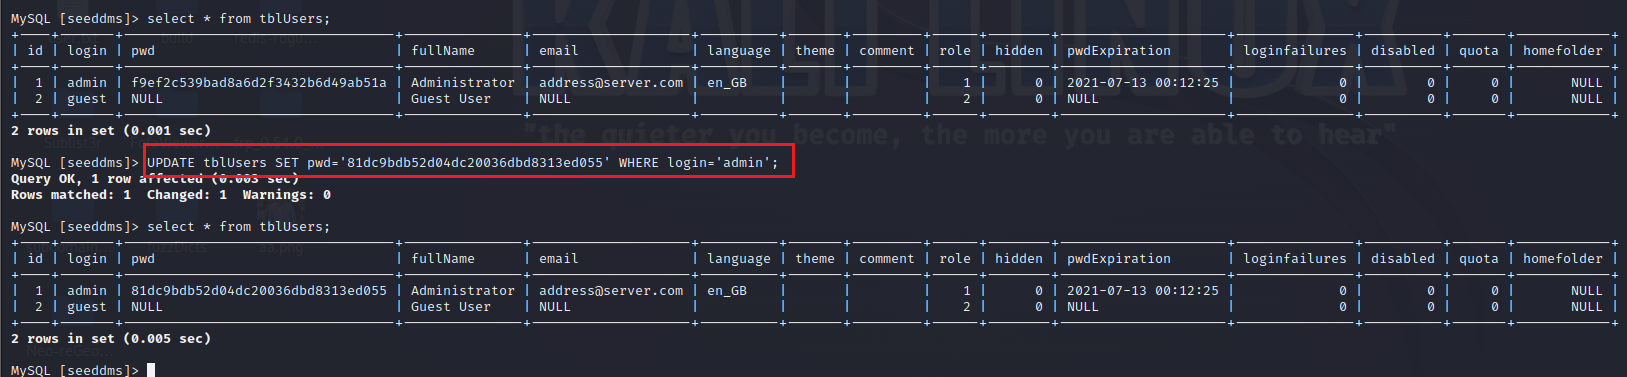 MySQL [seeddms]> select * from tblUsers;
| id | login | pwd | fullName | email | language | theme | comment | role | hidden | pwdExpiration | loginfailures | disabled | quota | homefolder |
| 1 | admin | f9ef2c539bad8a6d2f3432b6d49ab51a | Administrator | address@server.com | en_GB | | | 1 | 0 | 2021-07-13 00:12:25 | 0 | 0 | 0 | NULL |
| 2 | guest | NULL | Guest User | NULL | | | | 2 | 0 | NULL | 0 | 0 | 0 | NULL |
2 rows in set (0.001 sec)
"the quieter you become, the more you are able to hear"
MySQL [seeddms]> UPDATE tblUsers SET pwd='81dc9bdb52d04dc20036dbd8313ed055' WHERE login='admin';
Query OK, 1 row affected (0.003 sec)
Rows matched: 1 Changed: 1 Warnings: 0
MySQL [seeddms]> select * from tblUsers;
| id | login | pwd | fullName | email | language | theme | comment | role | hidden | pwdExpiration | loginfailures | disabled | quota | homefolder |
| 1 | admin | 81dc9bdb52d04dc20036dbd8313ed055 | Administrator | address@server.com | en_GB | | | 1 | 0 | 2021-07-13 00:12:25 | 0 | 0 | 0 | NULL |
| 2 | guest | NULL | Guest User | NULL | | | | 2 | 0 | NULL | 0 | 0 | 0 | NULL |
2 rows in set (0.005 sec)
MySQL [seeddms]>